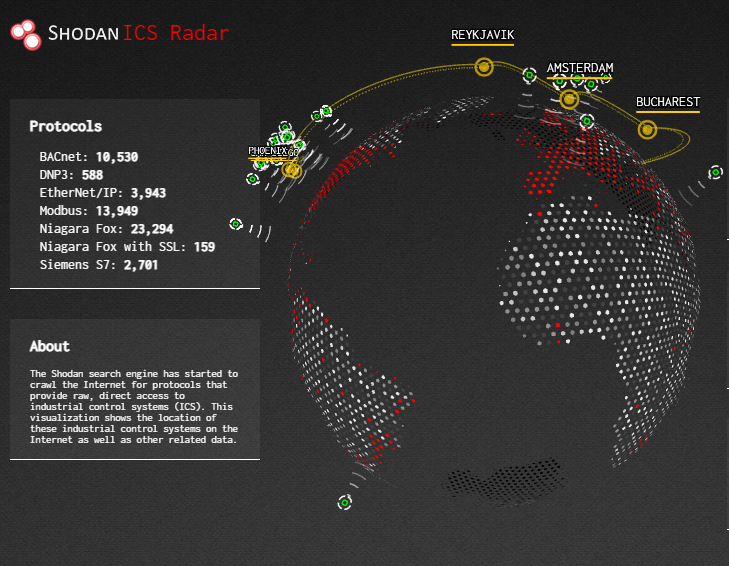 SHODAN ICS Radar
REYKJAVIK
AMSTERDAM
BUCHAREST
PHOENIX
Protocols
BACnet: 10,530
DNP3: 588
EtherNet/IP: 3,943
Modbus: 13,949
Niagara Fox: 23,294
Niagara Fox with SSL: 159
Siemens S7: 2,701
About
The Shodan search engine has started to
crawl the Internet for protocols that
provide raw, direct access to
industrial control systems (ICS). This
visualization shows the location of
these industrial control systems on the
Internet as well as other related data.